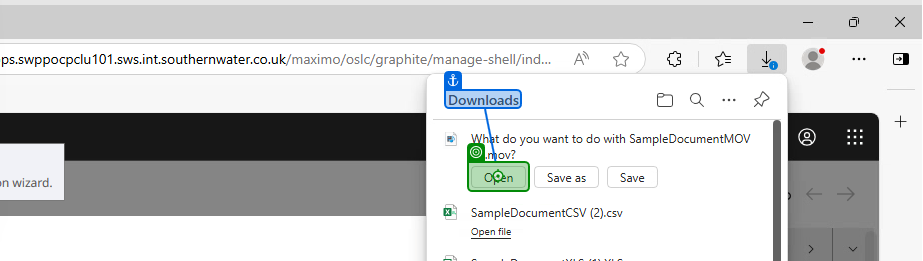 ps.swppocpclu101.sws.int.southernwater.co.uk/maximo/oslc/graphite/manage-shell/ind...
Downloads
What do you want to do with SampleDocumentMOV
.mov?
Open Save as Save
on wizard.
SampleDocumentCSV (2).csv
Open file